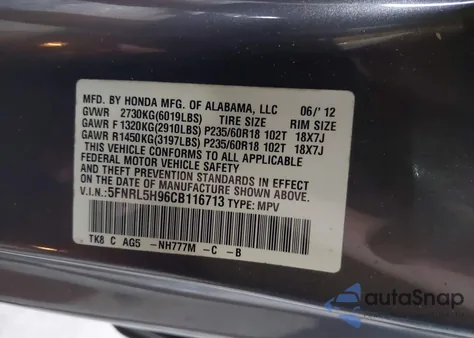 MFD. BY HONDA MFG. OF ALABAMA, LLC 06/'12
GVWR 2730KG(6019LBS) TIRE SIZE RIM SIZE
GAWR F1320KG(2910LBS) P235/60R18 102T 18X7J
GAWR R1450KG(3197LBS) P235/60R18 102T 18X7J
THIS VEHICLE CONFORMS TO ALL APPLICABLE
FEDERAL MOTOR VEHICLE SAFETY, BUMPER,
AND THEFT PREVENTION STANDARDS IN EFFECT
ON THE DATE OF MANUFACTURE SHOWN ABOVE.
V.I.N.:5FNRL5H96CB116713 TYPE: MPV
TK8 C AG5 -NH777M -C -B
autoSnap